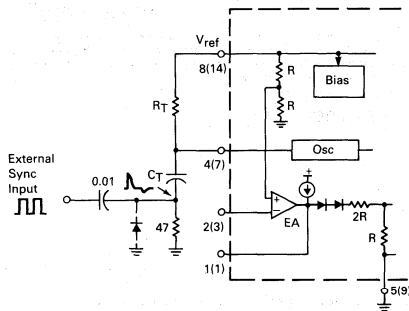 Vref
8(14)
R
Bias
RT
R
4(7)
Osc
External
Sync
Input
CT
0.01
+
2(3)
+
−
EA
2R
47
R
1(1)
5(9)